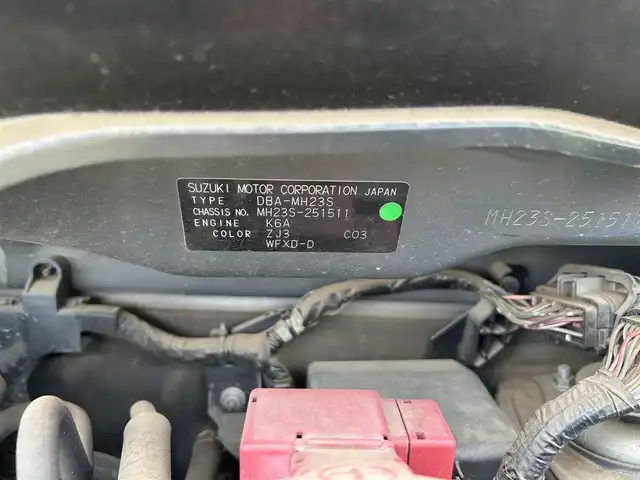 SUZUKI MOTOR CORPORATION JAPAN
TYPE DBA-MH23S
CHASSIS NO. MH23S-251511
ENGINE K6A
COLOR ZJ3 C03
WFXD-D
MH23S-251511